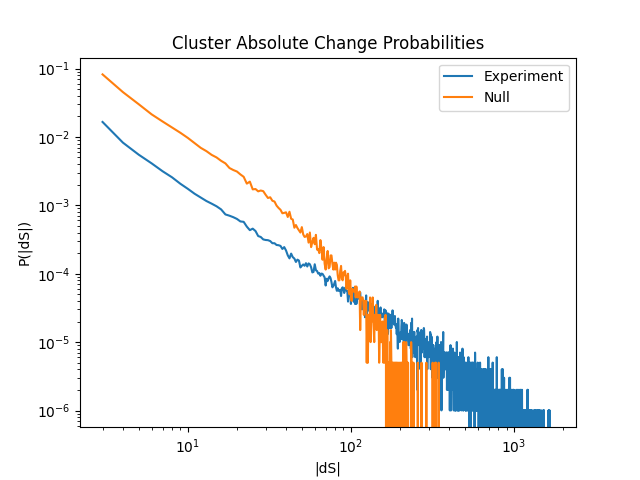 Cluster Absolute Change Probabilities
P(|dS|)
10⁻¹
10⁻²
10⁻³
10⁻⁴
10⁻⁵
10⁻⁶
Experiment
Null
10¹ 10² 10³
|dS|